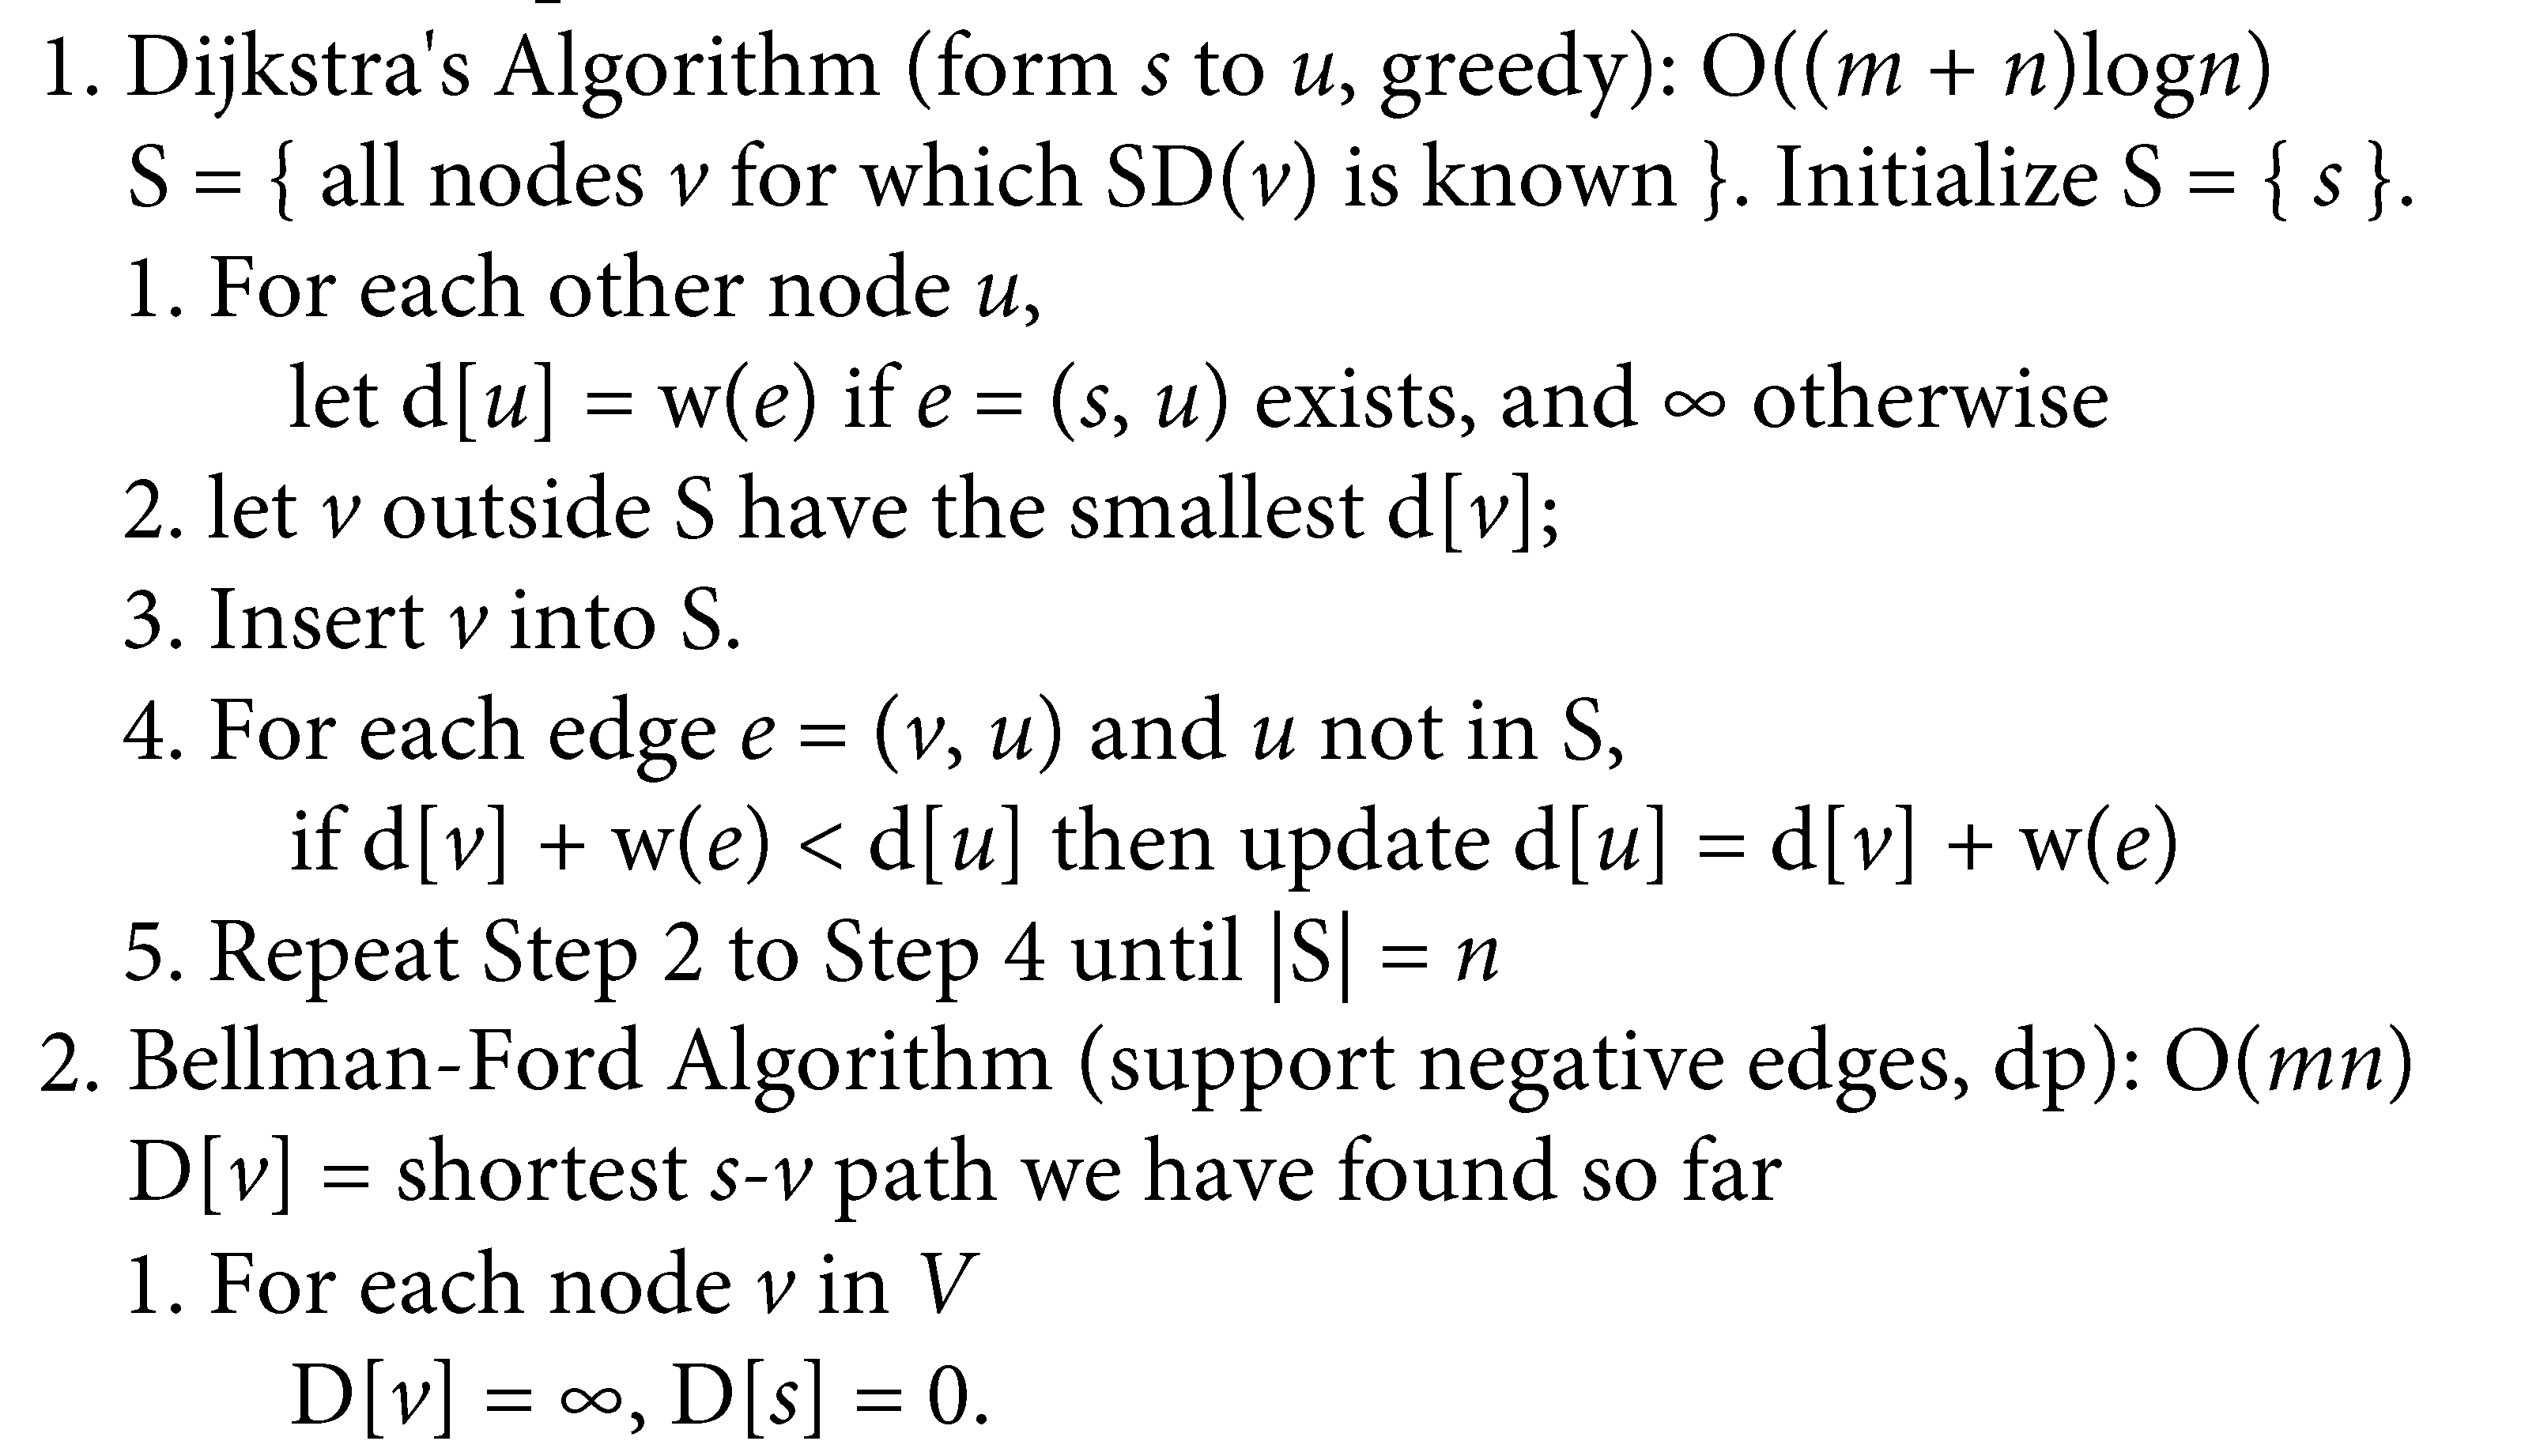 1. Dijkstra's Algorithm (form s to u, greedy): O((m + n)logn)
S = { all nodes v for which SD(v) is known }. Initialize S = { s }.
1. For each other node u,
let d[u] = w(e) if e = (s, u) exists, and ∞ otherwise
2. let v outside S have the smallest d[v];
3. Insert v into S.
4. For each edge e = (v, u) and u not in S,
if d[v] + w(e) < d[u] then update d[u] = d[v] + w(e)
5. Repeat Step 2 to Step 4 until |S| = n
2. Bellman-Ford Algorithm (support negative edges, dp): O(mn)
D[v] = shortest s-v path we have found so far
1. For each node v in V
D[v] = ∞, D[s] = 0.